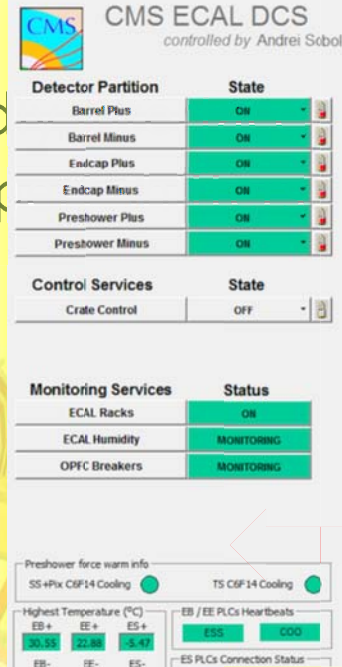 CMS
CMS ECAL DCS
controlled by Andrei Sobol
Detector Partition State
Barrel Plus ON
Barrel Minus ON
Endcap Plus ON
Endcap Minus ON
Preshower Plus ON
Preshower Minus ON
Control Services State
Crate Control OFF
Monitoring Services Status
ECAL Racks ON
ECAL Humidity MONITORING
OPFC Breakers MONITORING
Preshower force warm info
SS+Pix C6F14 Cooling TS C6F14 Cooling
Highest Temperature (°C) EB / EE PLCs Heartbeats
EB+ EE+ ES+
30.55 22.88 -5.47 ESS COO
EB- EE- ES- ES PLCs Connection Status